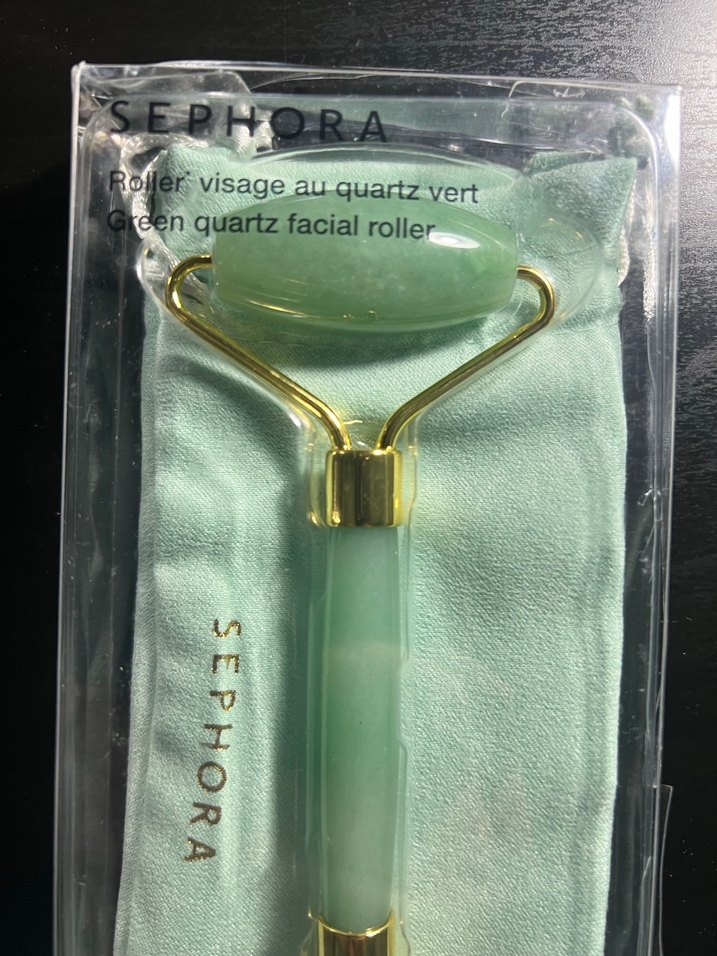 SEPHORA
Roller* visage au quartz vert
Green quartz facial roller
SEPHORA